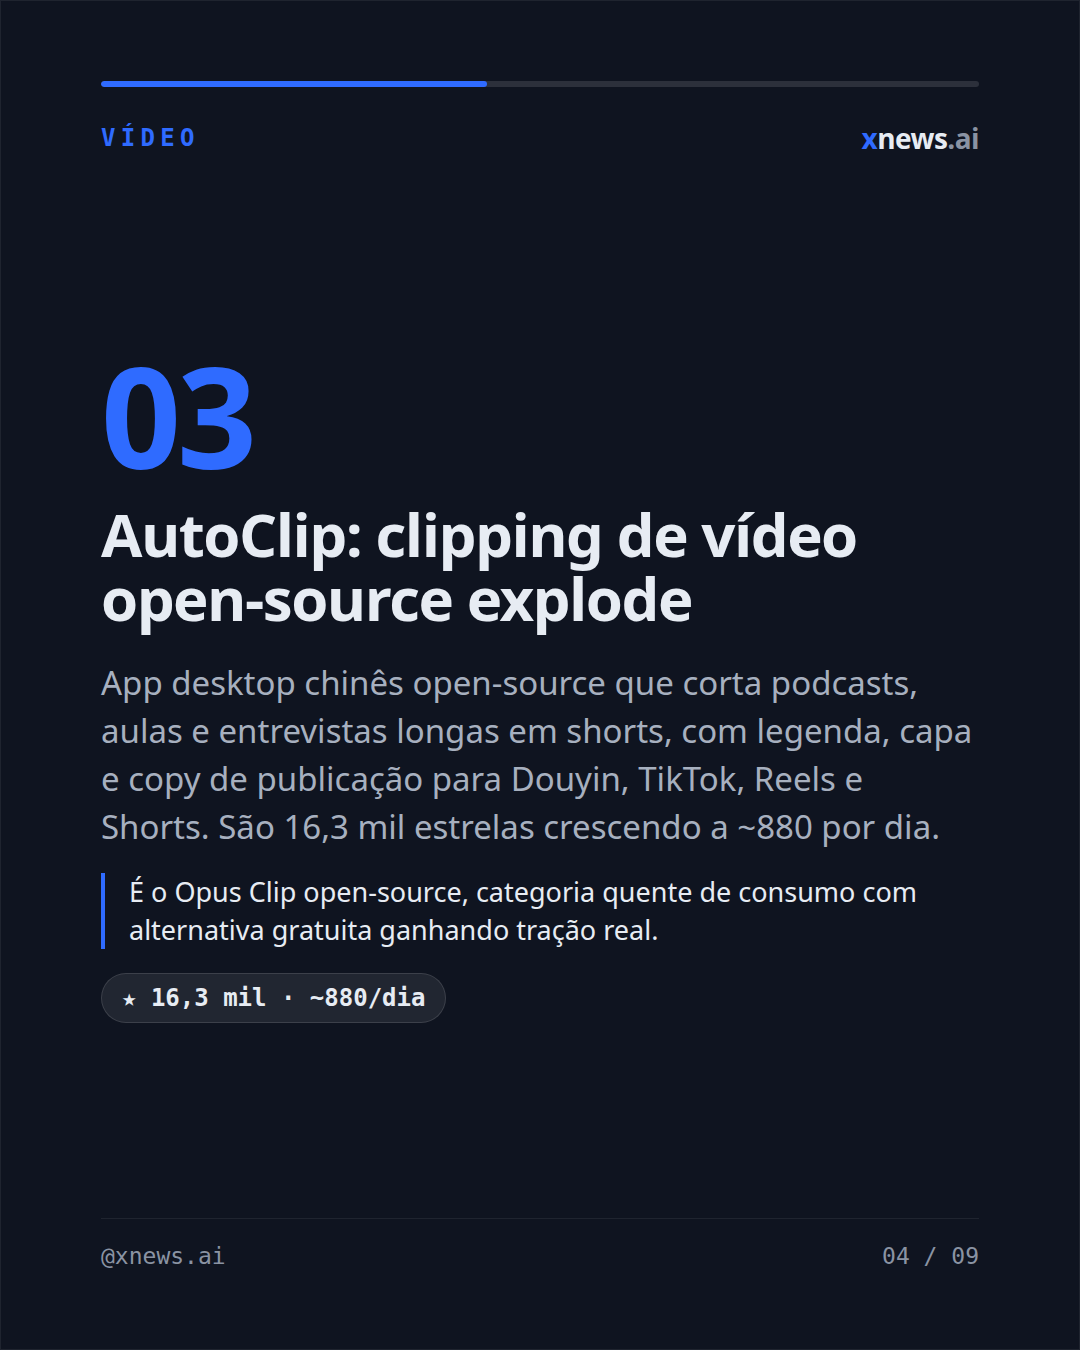 VÍDEO
xnews.ai
03
AutoClip: clipping de vídeo
open-source explode
App desktop chinês open-source que corta podcasts,
aulas e entrevistas longas em shorts, com legenda, capa
e copy de publicação para Douyin, TikTok, Reels e
Shorts. São 16,3 mil estrelas crescendo a ~880 por dia.
É o Opus Clip open-source, categoria quente de consumo com
alternativa gratuita ganhando tração real.
★ 16,3 mil · ~880/dia
@xnews.ai
04 / 09